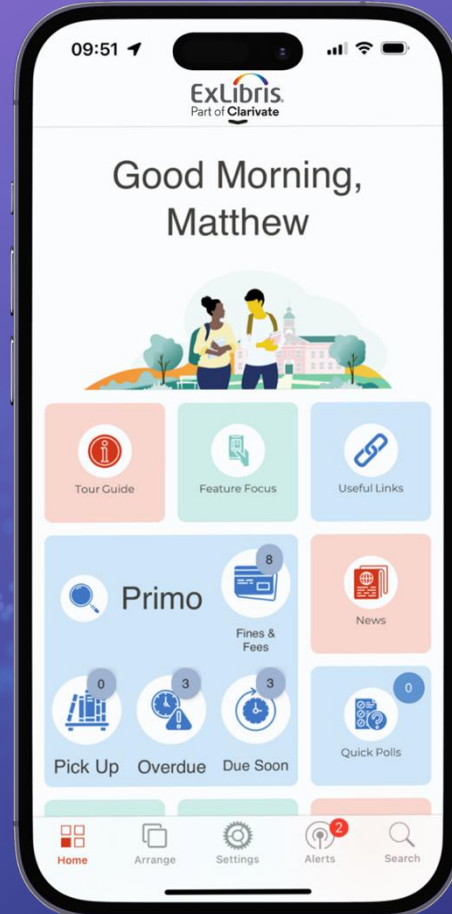 09:51
ExLibris.
Part of Clarivate
Good Morning,
Matthew
Tour Guide
Feature Focus
Useful Links
Primo
8
Fines &
Fees
News
0
Pick Up
3
Overdue
3
Due Soon
0
Quick Polls
Home
Arrange
Settings
2
Alerts
Search